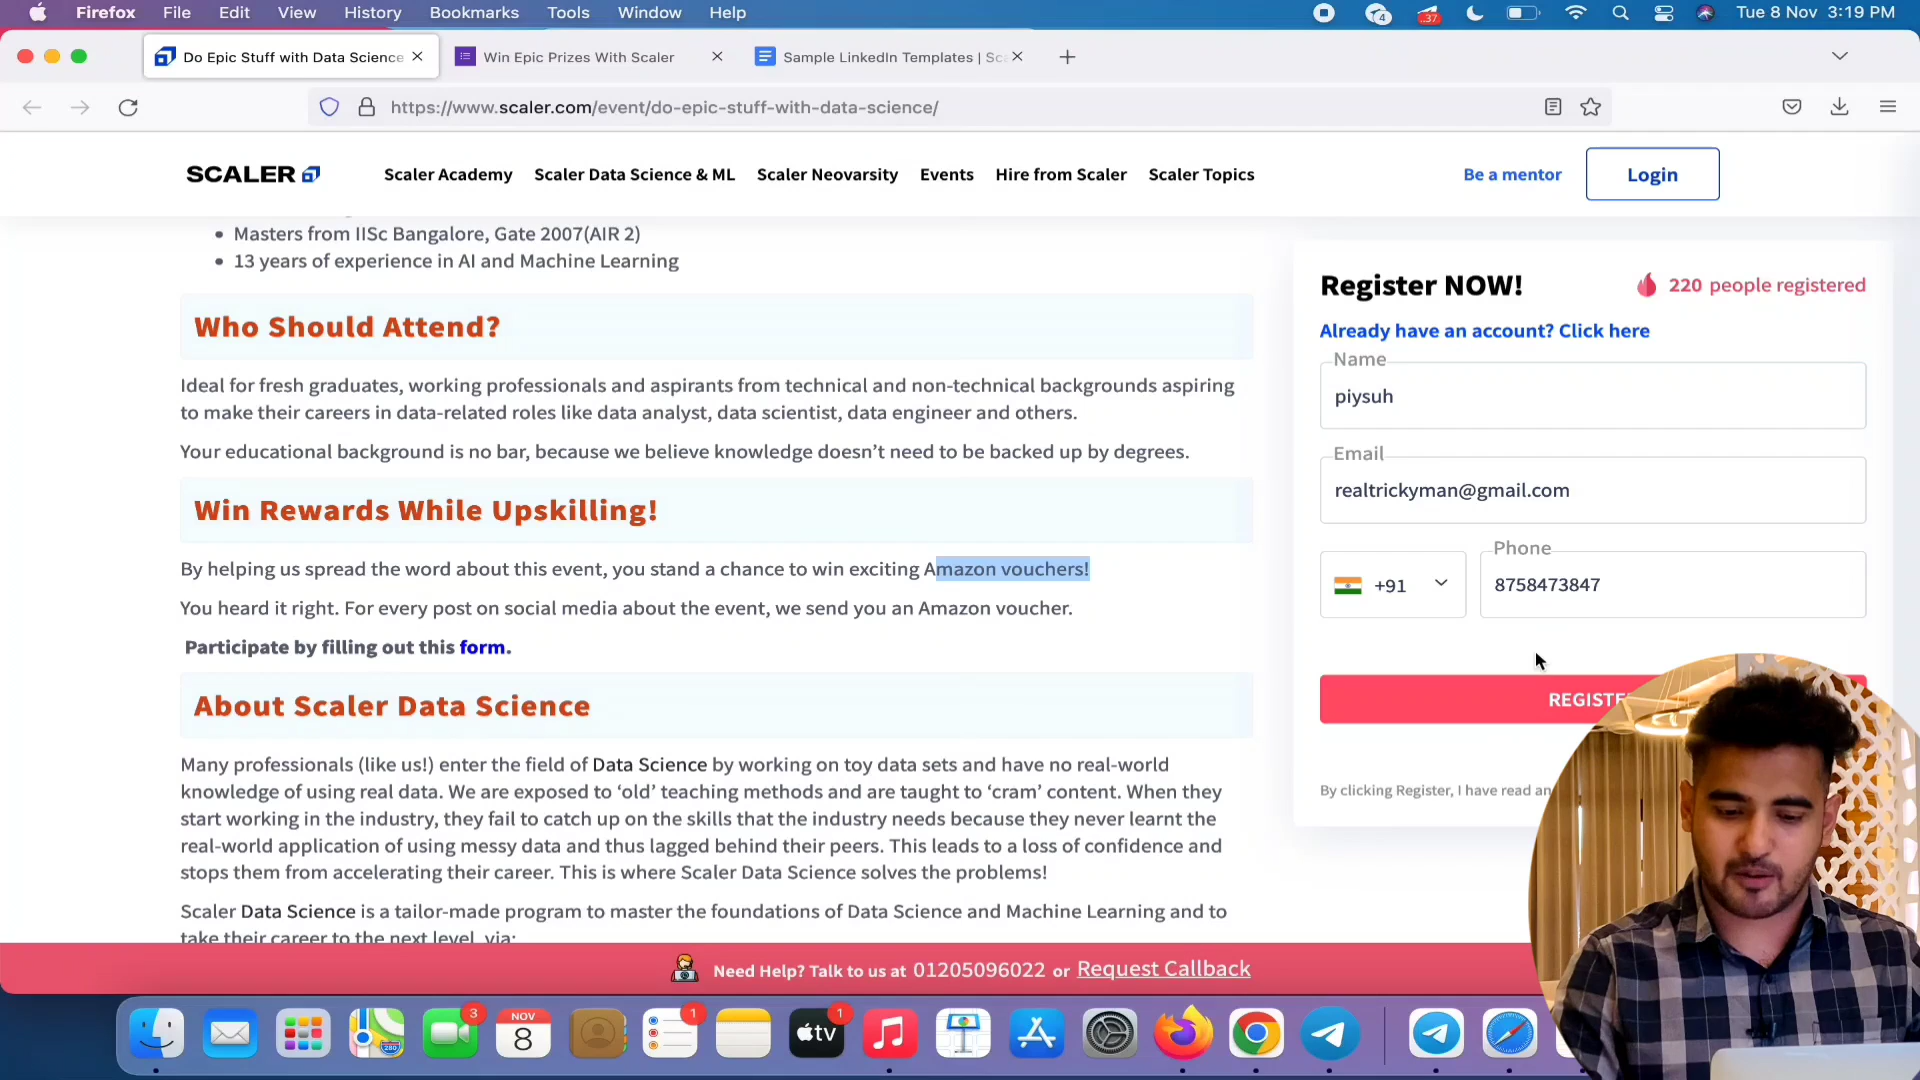 Firefox File Edit View History Bookmarks Tools Window Help
4 37 Tue 8 Nov 3:19 PM
Do Epic Stuff with Data Science
Win Epic Prizes With Scaler
Sample LinkedIn Templates | Sc
https://www.scaler.com/event/do-epic-stuff-with-data-science/
SCALER
Scaler Academy Scaler Data Science & ML Scaler Neovarsity Events Hire from Scaler Scaler Topics Be a mentor Login
Masters from IISc Bangalore, Gate 2007(AIR 2)
13 years of experience in AI and Machine Learning
Who Should Attend?
Ideal for fresh graduates, working professionals and aspirants from technical and non-technical backgrounds aspiring
to make their careers in data-related roles like data analyst, data scientist, data engineer and others.
Your educational background is no bar, because we believe knowledge doesn’t need to be backed up by degrees.
Win Rewards While Upskilling!
By helping us spread the word about this event, you stand a chance to win exciting Amazon vouchers!
You heard it right. For every post on social media about the event, we send you an Amazon voucher.
Participate by filling out this form.
About Scaler Data Science
Many professionals (like us!) enter the field of Data Science by working on toy data sets and have no real-world
knowledge of using real data. We are exposed to ‘old’ teaching methods and are taught to ‘cram’ content. When they
start working in the industry, they fail to catch up on the skills that the industry needs because they never learnt the
real-world application of using messy data and thus lagged behind their peers. This leads to a loss of confidence and
stops them from accelerating their career. This is where Scaler Data Science solves the problems!
Scaler Data Science is a tailor-made program to master the foundations of Data Science and Machine Learning and to
take their career to the next level, via:
Register NOW!
220 people registered
Already have an account? Click here
Name
piysuh
Email
realtrickyman@gmail.com
+91
Phone
8758473847
REGISTE
By clicking Register, I have read an
Need Help? Talk to us at 01205096022 or Request Callback
3
NOV
8
1
tv
1
280